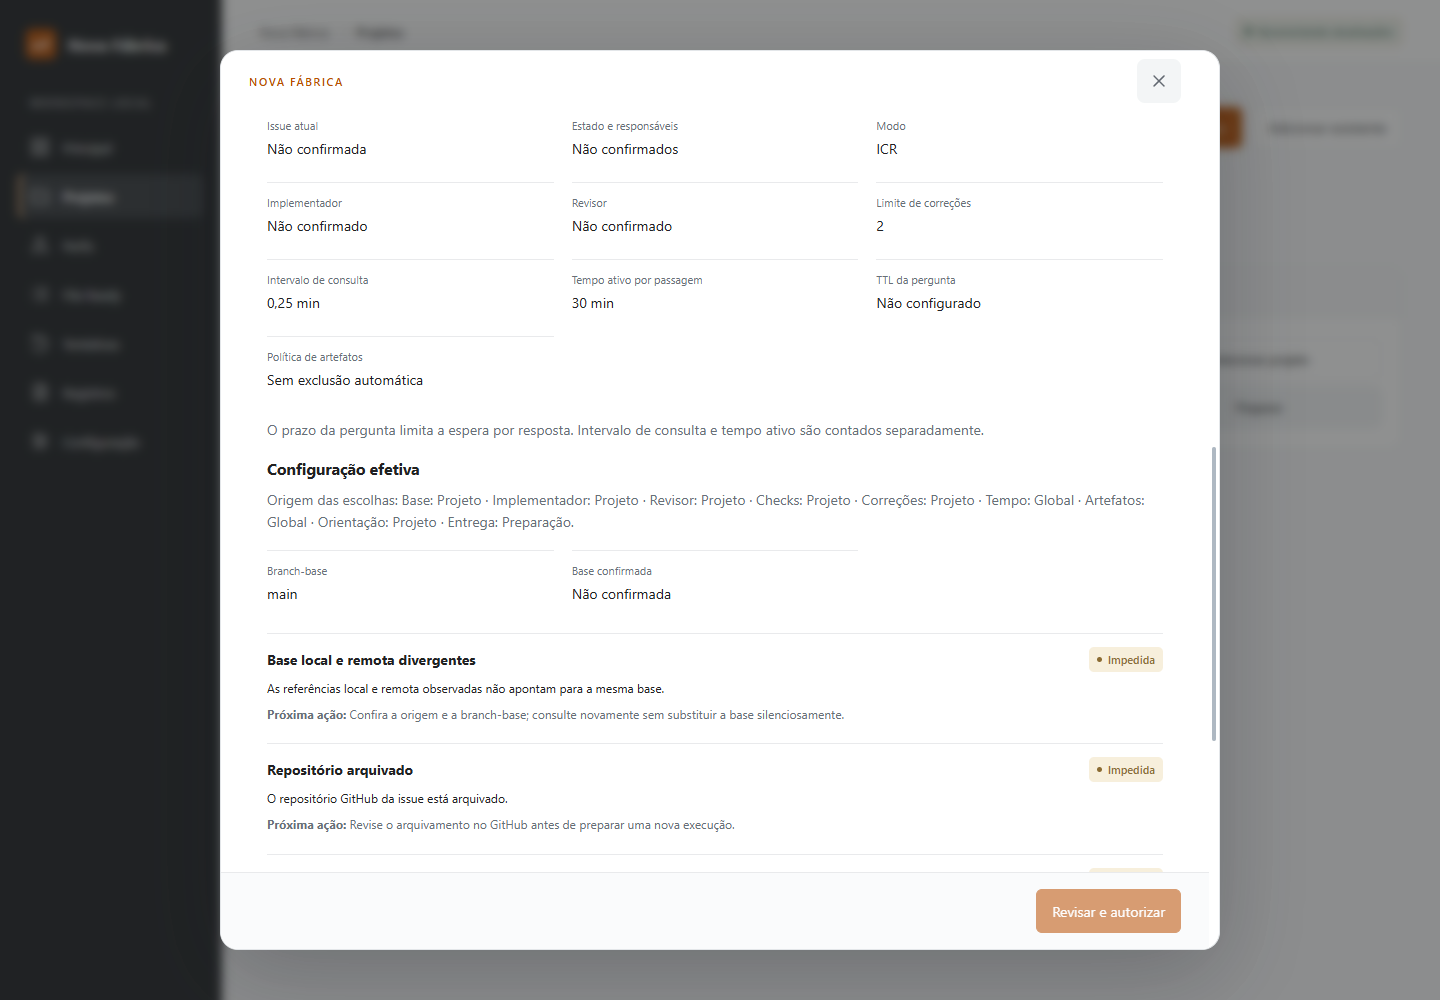 NOVA FÁBRICA
Issue atual
Não confirmada
Estado e responsáveis
Não confirmados
Modo
ICR
Implementador
Não confirmado
Revisor
Não confirmado
Limite de correções
2
Intervalo de consulta
0,25 min
Tempo ativo por passagem
30 min
TTL da pergunta
Não configurado
Política de artefatos
Sem exclusão automática
O prazo da pergunta limita a espera por resposta. Intervalo de consulta e tempo ativo são contados separadamente.
Configuração efetiva
Origem das escolhas: Base: Projeto · Implementador: Projeto · Revisor: Projeto · Checks: Projeto · Correções: Projeto · Tempo: Global · Artefatos:
Global · Orientação: Projeto · Entrega: Preparação.
Branch-base
main
Base confirmada
Não confirmada
Base local e remota divergentes
Impedida
As referências local e remota observadas não apontam para a mesma base.
Próxima ação: Confira a origem e a branch-base; consulte novamente sem substituir a base silenciosamente.
Repositório arquivado
Impedida
O repositório GitHub da issue está arquivado.
Próxima ação: Revise o arquivamento no GitHub antes de preparar uma nova execução.
Revisar e autorizar